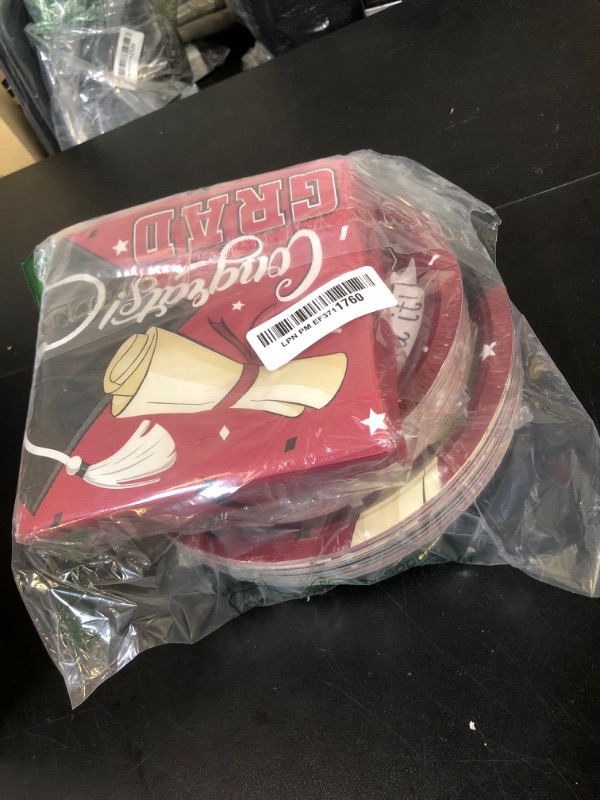 GRAD
Congrats!
LPN PM EF3711760